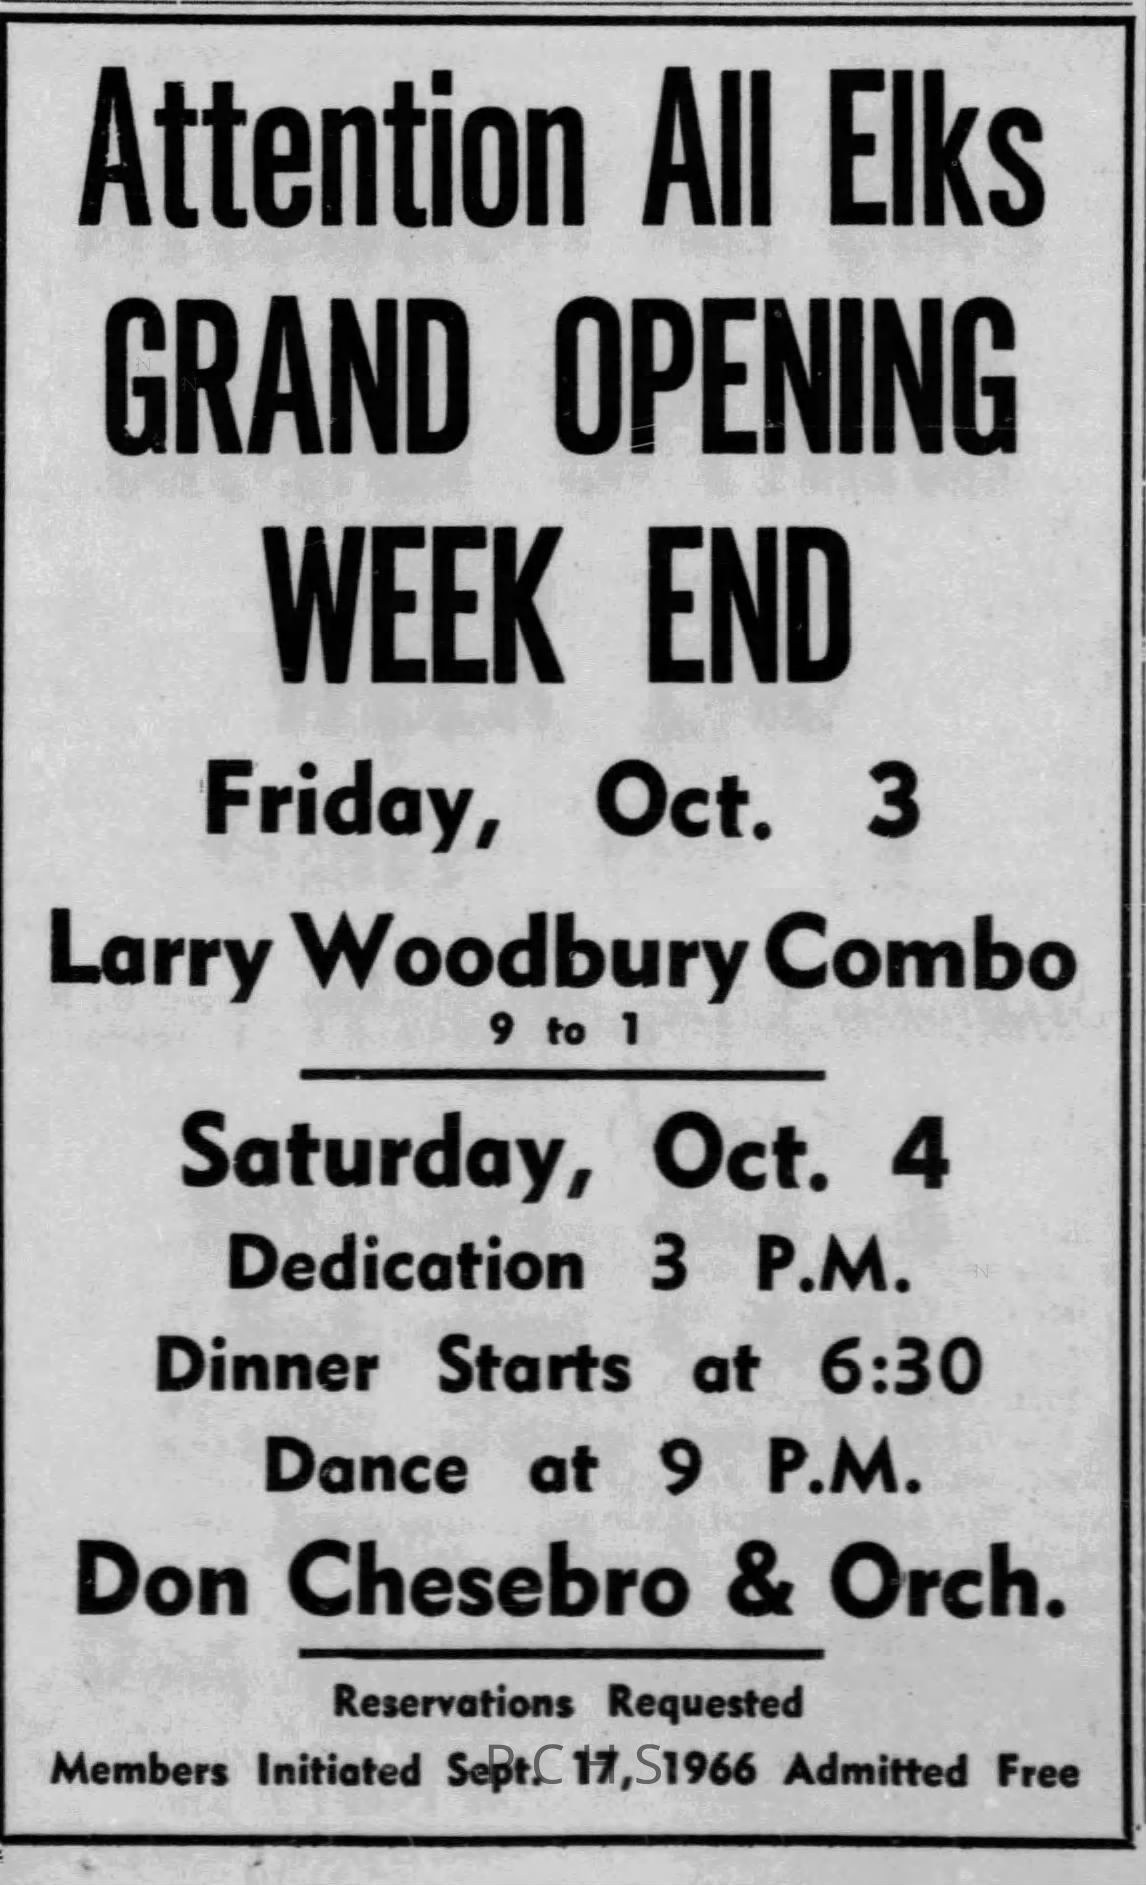 Attention All Elks
GRAND OPENING
WEEK END
Friday, Oct. 3
Larry Woodbury Combo
9 to 1
Saturday, Oct. 4
Dedication 3 P.M.
Dinner Starts at 6:30
Dance at 9 P.M.
Don Chesebro & Orch.
Reservations Requested
Members Initiated Sept. 17, 1966 Admitted Free
P C H S